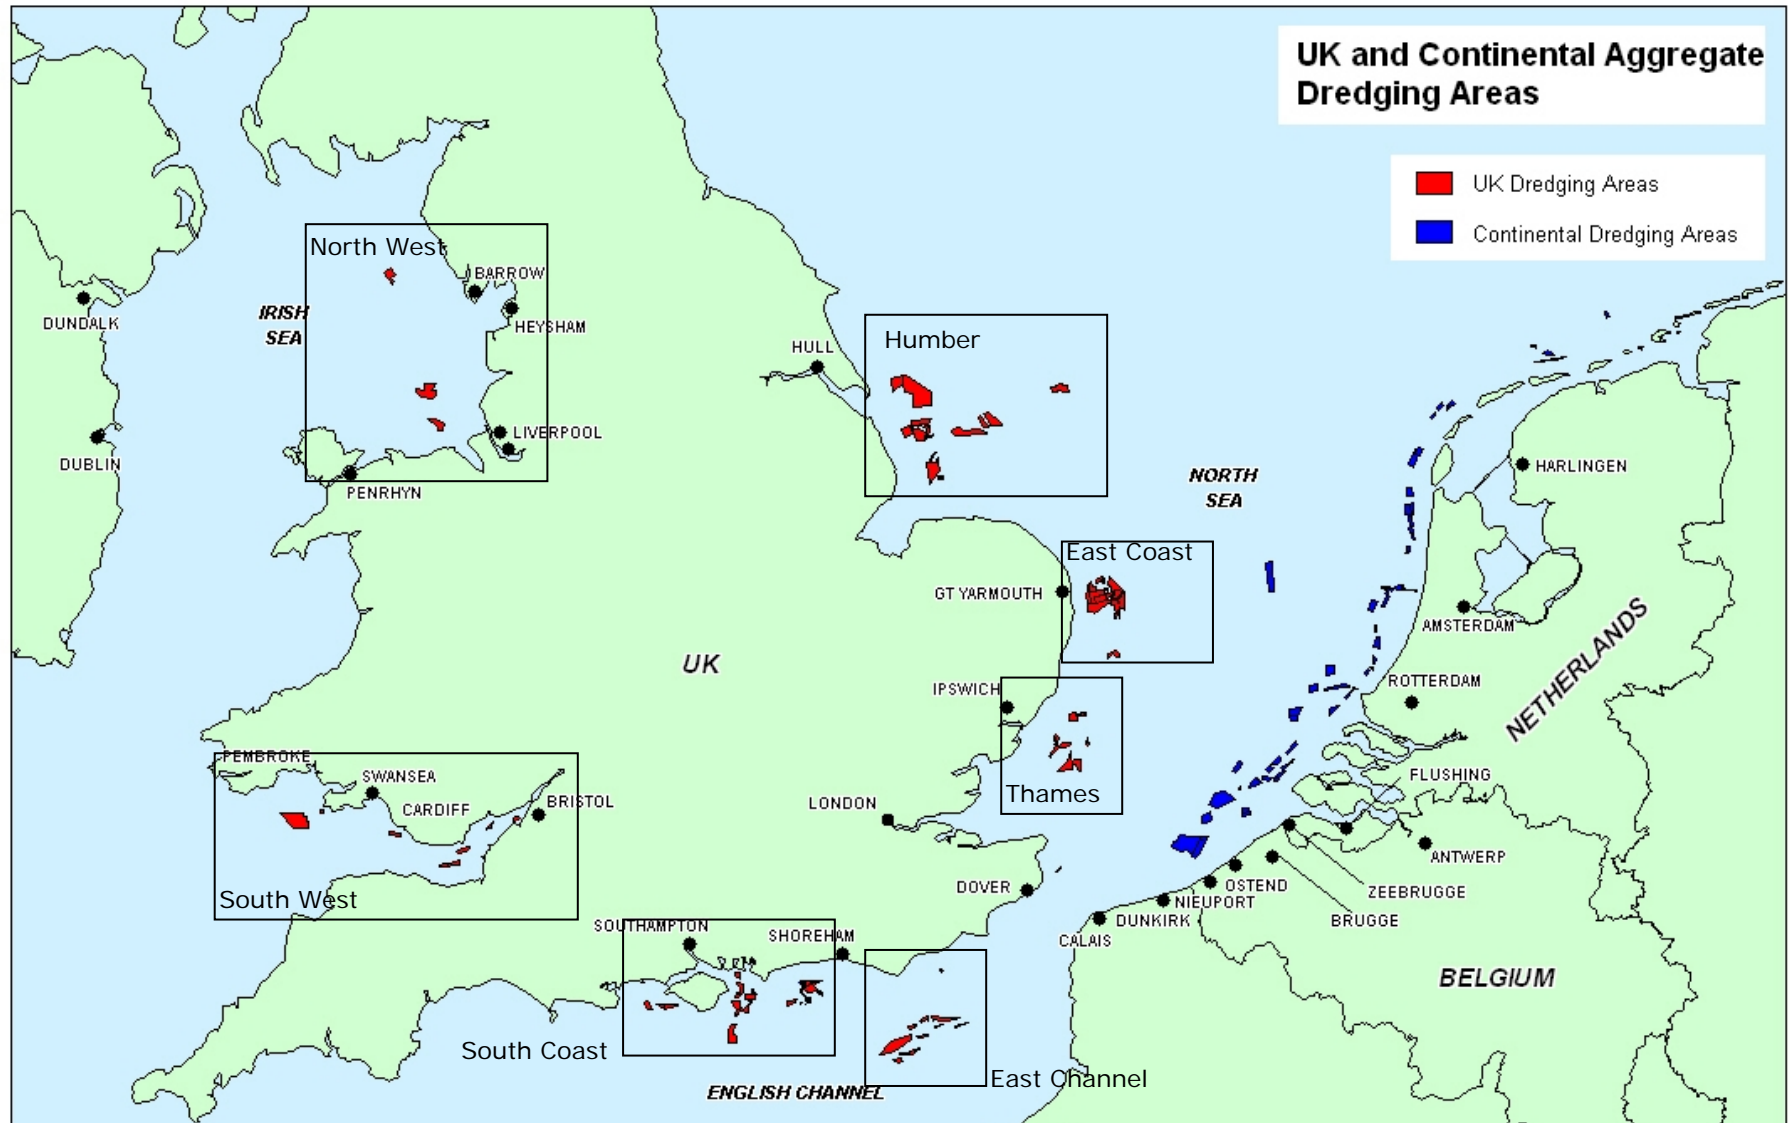 UK and Continental Aggregate
Dredging Areas
UK Dredging Areas
Continental Dredging Areas
North West
BARROW
HEYSHAM
IRISH
SEA
DUNDALK
DUBLIN
LIVERPOOL
PENRHYN
HULL
Humber
NORTH
SEA
HARLINGEN
East Coast
GT YARMOUTH
AMSTERDAM
UK
IPSWICH
ROTTERDAM
NETHERLANDS
Thames
LONDON
PEMBROKE
SWANSEA
CARDIFF
BRISTOL
South West
FLUSHING
ANTWERP
ZEEBRUGGE
BRUGGE
OSTEND
NIEUPORT
DUNKIRK
CALAIS
DOVER
SOUTHAMPTON
SHOREHAM
BELGIUM
South Coast
East Channel
ENGLISH CHANNEL